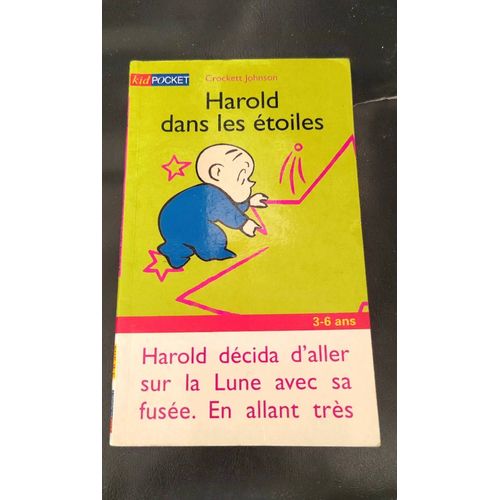 kid POCKET
Crockett Johnson
Harold
dans les étoiles
3-6 ans
Harold décida d'aller
sur la Lune avec sa
fusée. En allant très